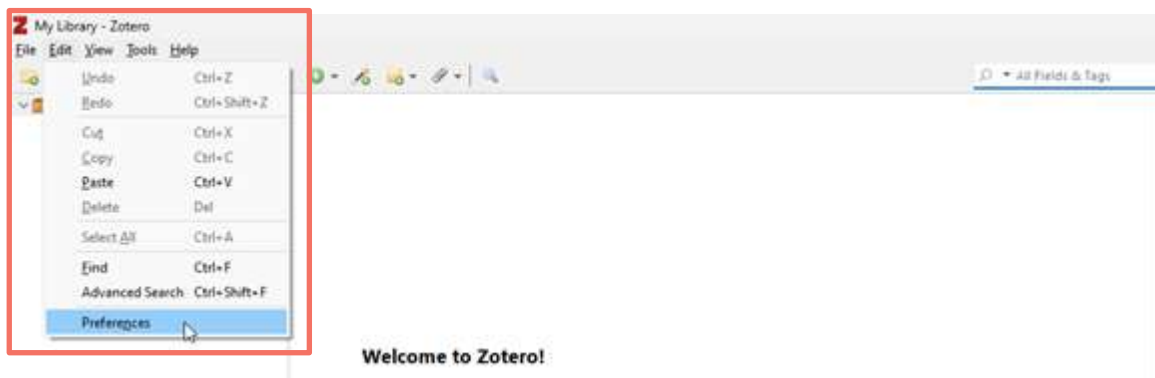 My Library - Zotero
File Edit View Tools Help
Undo Ctrl+Z
Redo Ctrl+Shift+Z
Cut Ctrl+X
Copy Ctrl+C
Paste Ctrl+V
Delete Del
Select All Ctrl+A
Find Ctrl+F
Advanced Search Ctrl+Shift+F
Preferences
All Fields & Tags
Welcome to Zotero!